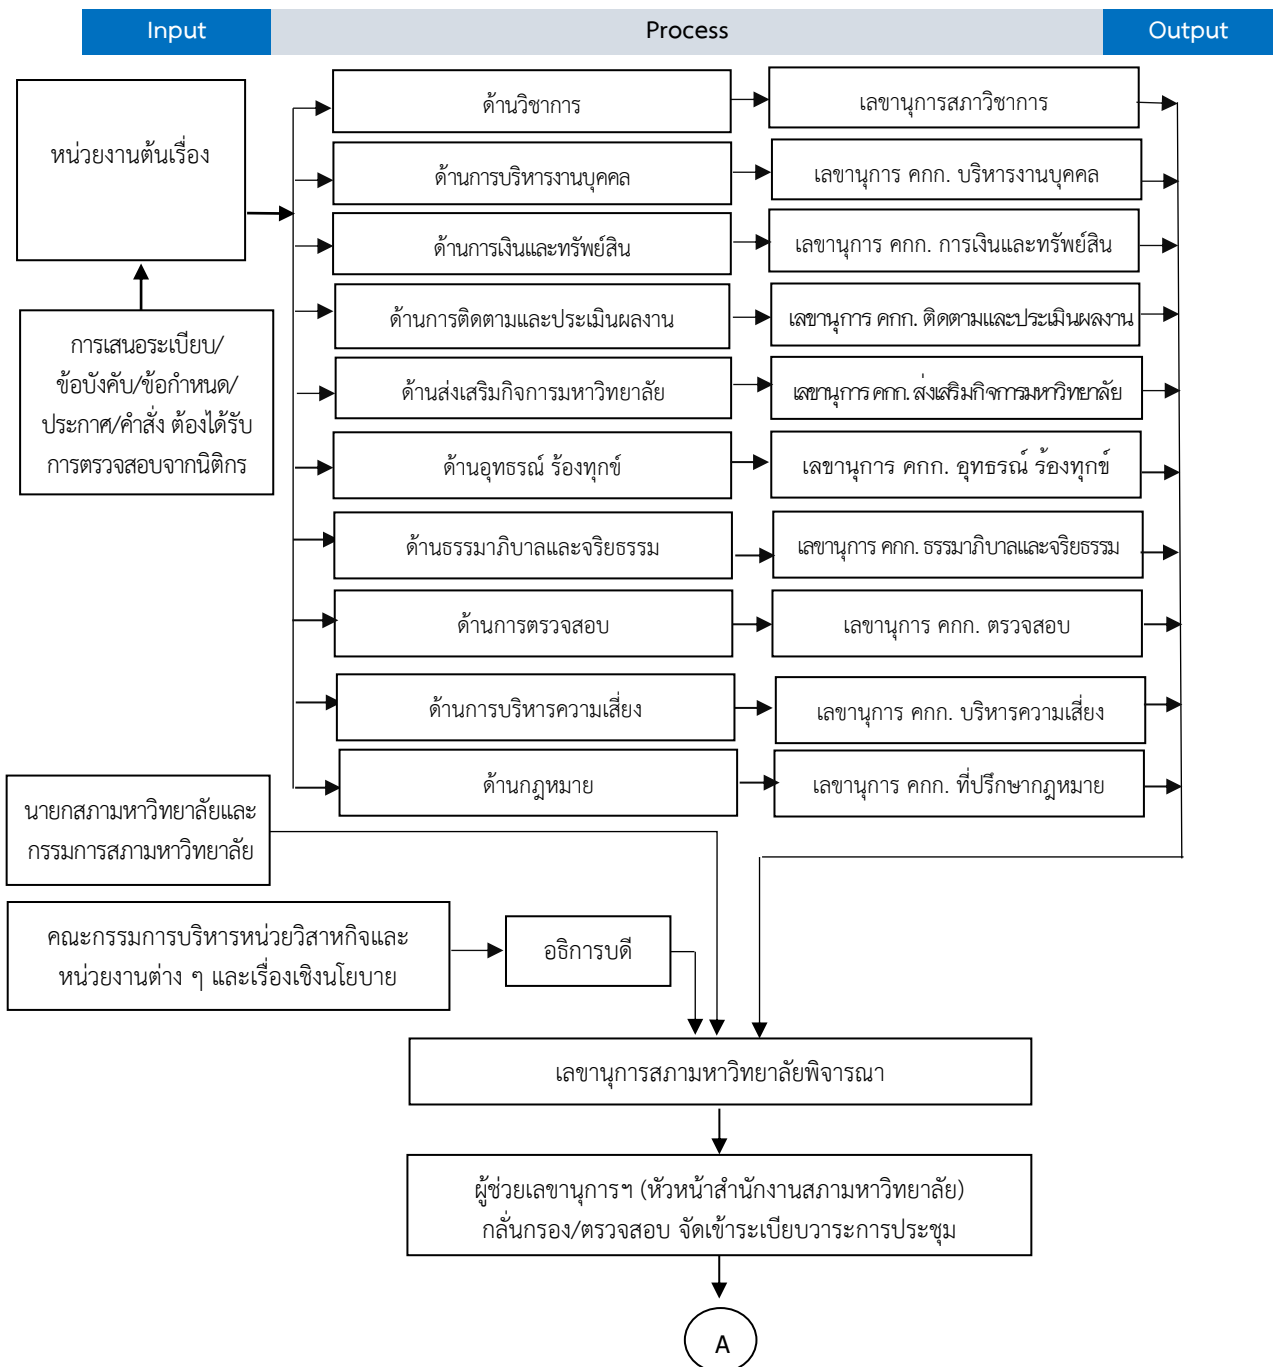 Input
Process
Output
หน่วยงานต้นเรื่อง
การเสนอระเบียบ/
ข้อบังคับ/ข้อกำหนด/
ประกาศ/คำสั่ง ต้องได้รับ
การตรวจสอบจากนิติกร
ด้านวิชาการ
เลขานุการสภาวิชาการ
ด้านการบริหารงานบุคคล
เลขานุการ คกก. บริหารงานบุคคล
ด้านการเงินและทรัพย์สิน
เลขานุการ คกก. การเงินและทรัพย์สิน
ด้านการติดตามและประเมินผลงาน
เลขานุการ คกก. ติดตามและประเมินผลงาน
ด้านส่งเสริมกิจการมหาวิทยาลัย
เลขานุการ คกก. ส่งเสริมกิจการมหาวิทยาลัย
ด้านอุทธรณ์ ร้องทุกข์
เลขานุการ คกก. อุทธรณ์ ร้องทุกข์
ด้านธรรมาภิบาลและจริยธรรม
เลขานุการ คกก. ธรรมาภิบาลและจริยธรรม
ด้านการตรวจสอบ
เลขานุการ คกก. ตรวจสอบ
ด้านการบริหารความเสี่ยง
เลขานุการ คกก. บริหารความเสี่ยง
ด้านกฎหมาย
เลขานุการ คกก. ที่ปรึกษากฎหมาย
นายกสภามหาวิทยาลัยและ
กรรมการสภามหาวิทยาลัย
คณะกรรมการบริหารหน่วยวิสาหกิจและ
หน่วยงานต่าง ๆ และเรื่องเชิงนโยบาย
อธิการบดี
เลขานุการสภามหาวิทยาลัยพิจารณา
ผู้ช่วยเลขานุการฯ (หัวหน้าสำนักงานสภามหาวิทยาลัย)
กลั่นกรอง/ตรวจสอบ จัดเข้าระเบียบวาระการประชุม
A